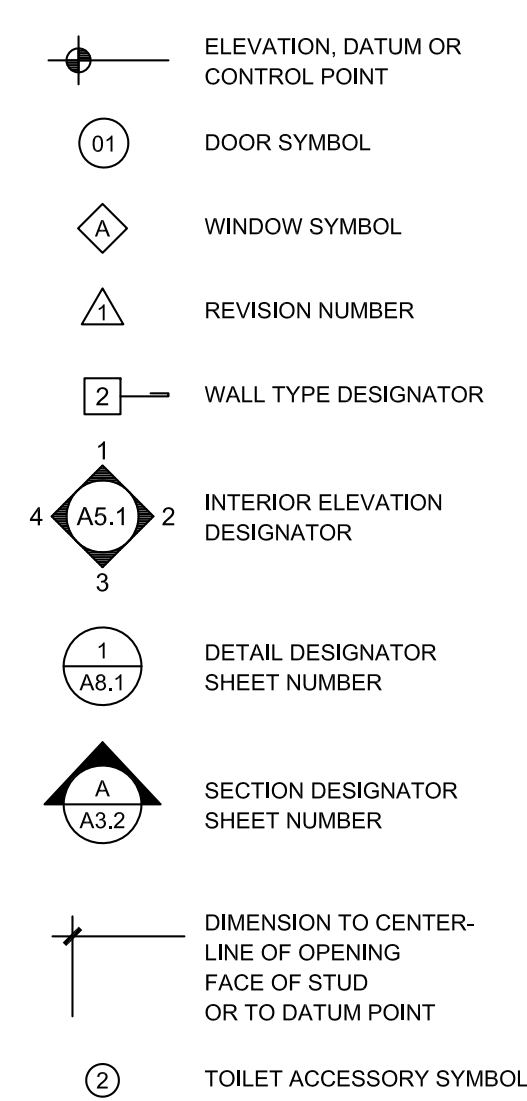 ELEVATION, DATUM OR
CONTROL POINT
01 DOOR SYMBOL
A WINDOW SYMBOL
1 REVISION NUMBER
2 WALL TYPE DESIGNATOR
1
4 A5.1 2
3
INTERIOR ELEVATION
DESIGNATOR
1
A8.1
DETAIL DESIGNATOR
SHEET NUMBER
A
A3.2
SECTION DESIGNATOR
SHEET NUMBER
DIMENSION TO CENTER-
LINE OF OPENING
FACE OF STUD
OR TO DATUM POINT
2 TOILET ACCESSORY SYMBOL